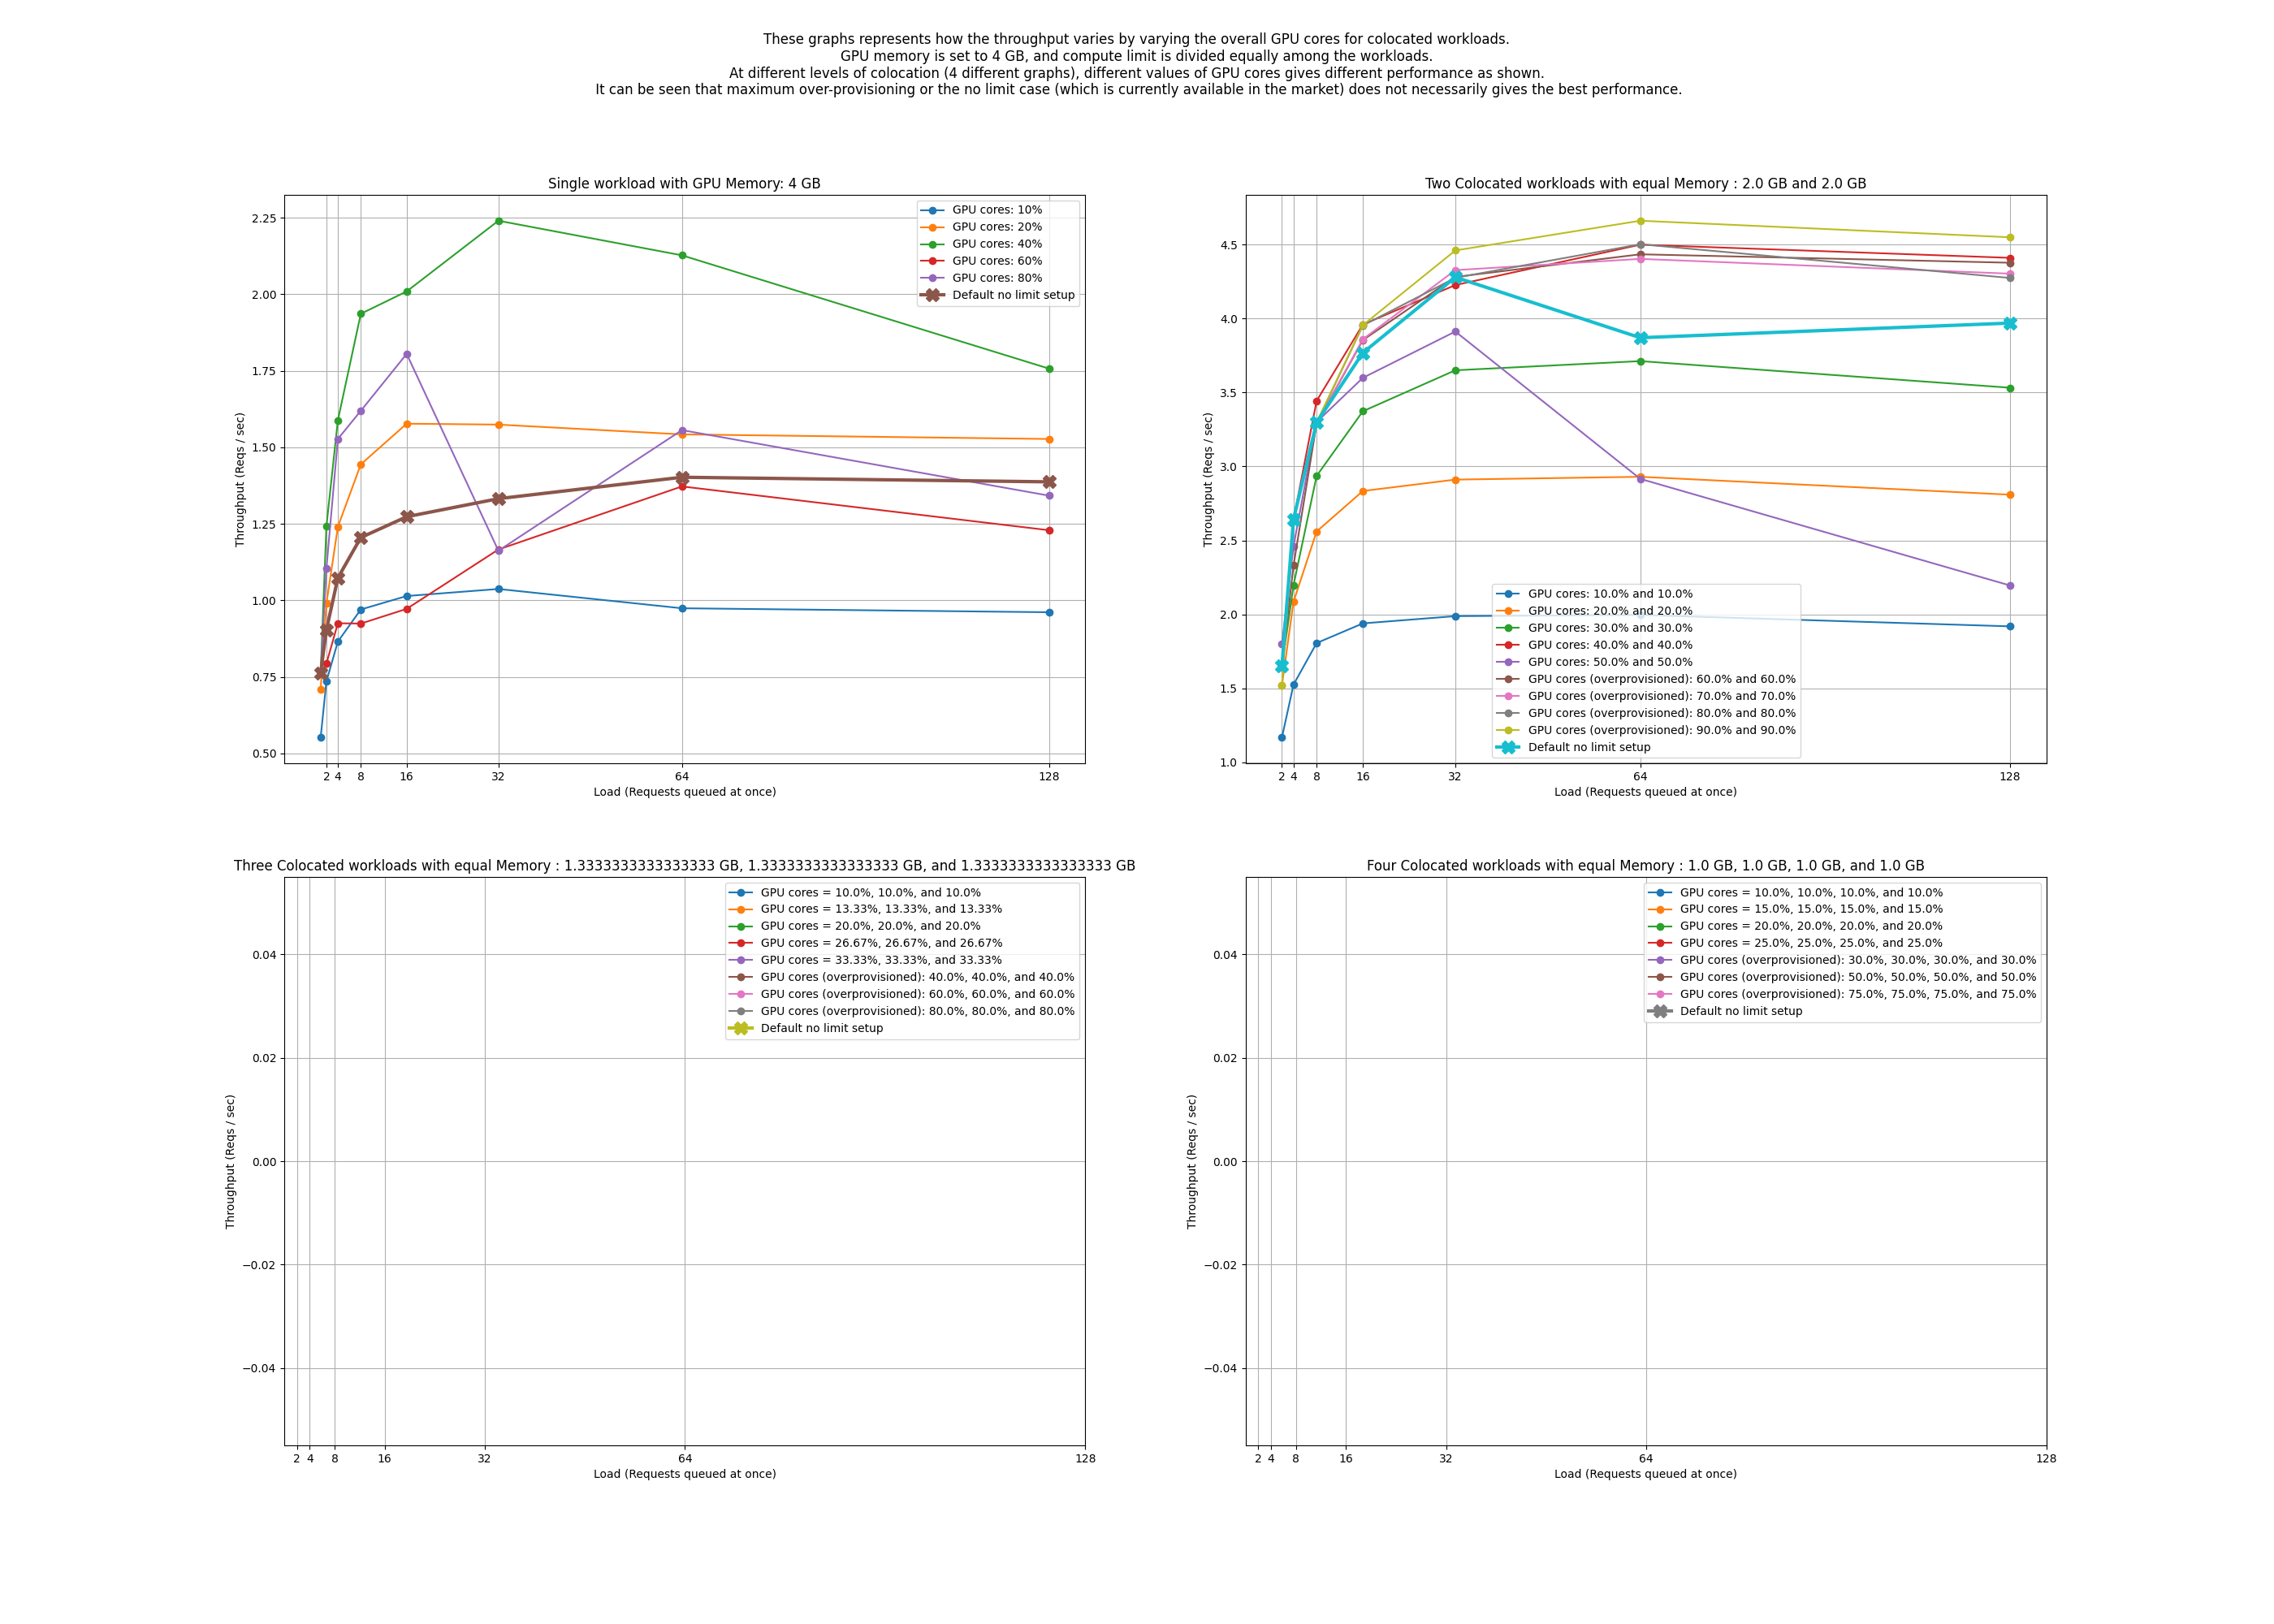 These graphs represents how the throughput varies by varying the overall GPU cores for colocated workloads.
GPU memory is set to 4 GB, and compute limit is divided equally among the workloads.
At different levels of colocation (4 different graphs), different values of GPU cores gives different performance as shown.
It can be seen that maximum over-provisioning or the no limit case (which is currently available in the market) does not necessarily gives the best performance.
Single workload with GPU Memory: 4 GB
Throughput (Reqs / sec)
2.25
2.00
1.75
1.50
1.25
1.00
0.75
0.50
GPU cores: 10%
GPU cores: 20%
GPU cores: 40%
GPU cores: 60%
GPU cores: 80%
Default no limit setup
2 4 8 16 32 64 128
Load (Requests queued at once)
Two Colocated workloads with equal Memory : 2.0 GB and 2.0 GB
Throughput (Reqs / sec)
4.5
4.0
3.5
3.0
2.5
2.0
1.5
1.0
GPU cores: 10.0% and 10.0%
GPU cores: 20.0% and 20.0%
GPU cores: 30.0% and 30.0%
GPU cores: 40.0% and 40.0%
GPU cores: 50.0% and 50.0%
GPU cores (overprovisioned): 60.0% and 60.0%
GPU cores (overprovisioned): 70.0% and 70.0%
GPU cores (overprovisioned): 80.0% and 80.0%
GPU cores (overprovisioned): 90.0% and 90.0%
Default no limit setup
2 4 8 16 32 64 128
Load (Requests queued at once)
Three Colocated workloads with equal Memory : 1.3333333333333333 GB, 1.3333333333333333 GB, and 1.3333333333333333 GB
Throughput (Reqs / sec)
0.04
0.02
0.00
−0.02
−0.04
GPU cores = 10.0%, 10.0%, and 10.0%
GPU cores = 13.33%, 13.33%, and 13.33%
GPU cores = 20.0%, 20.0%, and 20.0%
GPU cores = 26.67%, 26.67%, and 26.67%
GPU cores = 33.33%, 33.33%, and 33.33%
GPU cores (overprovisioned): 40.0%, 40.0%, and 40.0%
GPU cores (overprovisioned): 60.0%, 60.0%, and 60.0%
GPU cores (overprovisioned): 80.0%, 80.0%, and 80.0%
Default no limit setup
2 4 8 16 32 64 128
Load (Requests queued at once)
Four Colocated workloads with equal Memory : 1.0 GB, 1.0 GB, 1.0 GB, and 1.0 GB
Throughput (Reqs / sec)
0.04
0.02
0.00
−0.02
−0.04
GPU cores = 10.0%, 10.0%, 10.0%, and 10.0%
GPU cores = 15.0%, 15.0%, 15.0%, and 15.0%
GPU cores = 20.0%, 20.0%, 20.0%, and 20.0%
GPU cores = 25.0%, 25.0%, 25.0%, and 25.0%
GPU cores (overprovisioned): 30.0%, 30.0%, 30.0%, and 30.0%
GPU cores (overprovisioned): 50.0%, 50.0%, 50.0%, and 50.0%
GPU cores (overprovisioned): 75.0%, 75.0%, 75.0%, and 75.0%
Default no limit setup
2 4 8 16 32 64 128
Load (Requests queued at once)